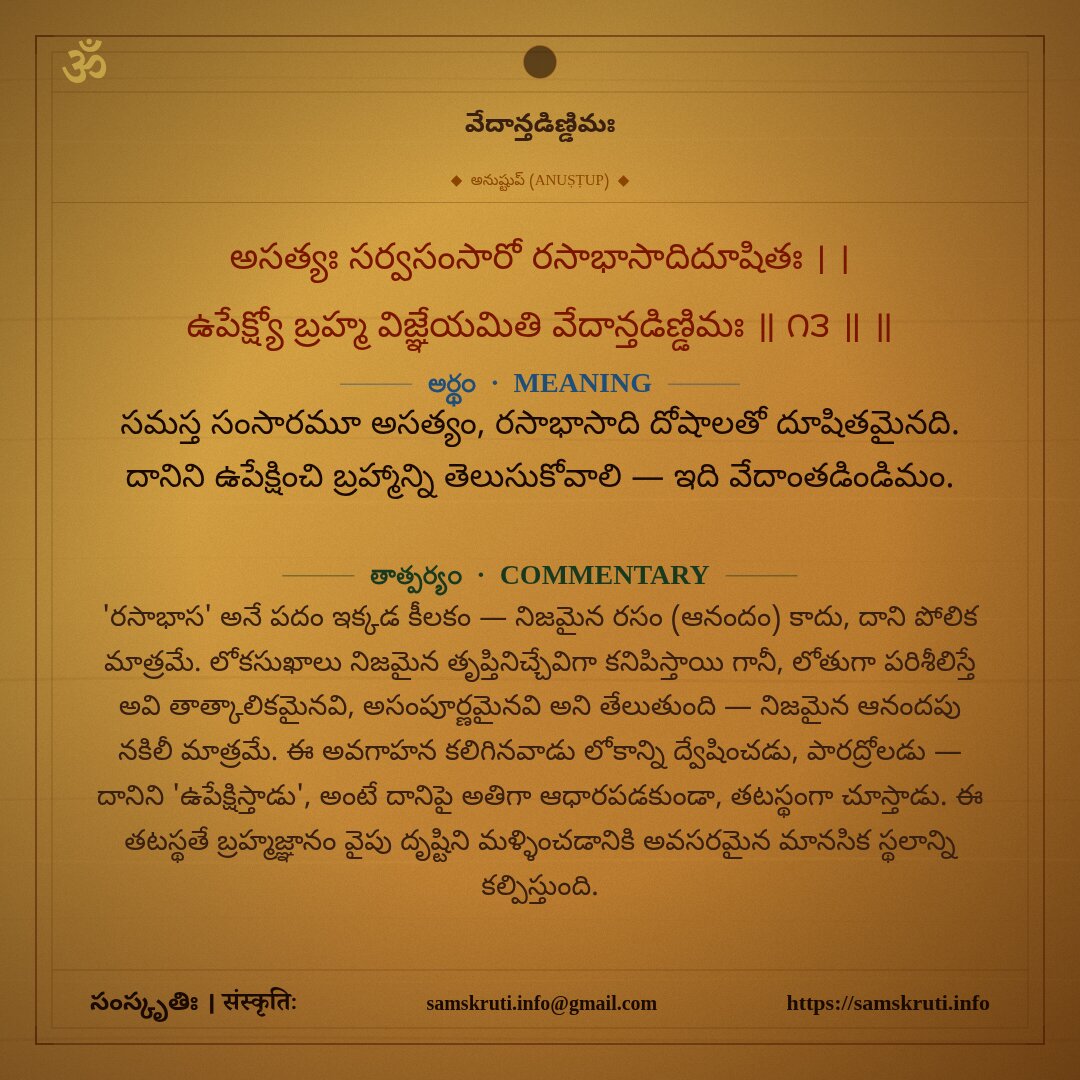 ॐ
వేదాన్తడిణ్డిమః
◆ అనుష్టుప్ (ANUṢṬUP) ◆
అసత్యః సర్వసంసారో రసాభాసాదిదూషితః । ।
ఉపేక్ష్యో బ్రహ్మ విజ్ఞేయమితి వేదాన్తడిణ్డిమః ॥ ౧౩ ॥ ॥
అర్థం · MEANING
సమస్త సంసారమూ అసత్యం, రసాభాసాది దోషాలతో దూషితమైనది.
దానిని ఉపేక్షించి బ్రహ్మాన్ని తెలుసుకోవాలి — ఇది వేదాంతడిండిమం.
తాత్పర్యం · COMMENTARY
'రసాభాస' అనే పదం ఇక్కడ కీలకం — నిజమైన రసం (ఆనందం) కాదు, దాని పోలిక
మాత్రమే. లోకసుఖాలు నిజమైన తృప్తినిచ్చేవిగా కనిపిస్తాయి గానీ, లోతుగా పరిశీలిస్తే
అవి తాత్కాలికమైనవి, అసంపూర్ణమైనవి అని తేలుతుంది — నిజమైన ఆనందపు
నకిలీ మాత్రమే. ఈ అవగాహన కలిగినవాడు లోకాన్ని ద్వేషించడు, పారద్రోలడు —
దానిని 'ఉపేక్షిస్తాడు', అంటే దానిపై అతిగా ఆధారపడకుండా, తటస్థంగా చూస్తాడు. ఈ
తటస్థతే బ్రహ్మజ్ఞానం వైపు దృష్టిని మళ్ళించడానికి అవసరమైన మానసిక స్థలాన్ని
కల్పిస్తుంది.
సంస్కృతిః | संस्कृतिः
samskruti.info@gmail.com
https://samskruti.info